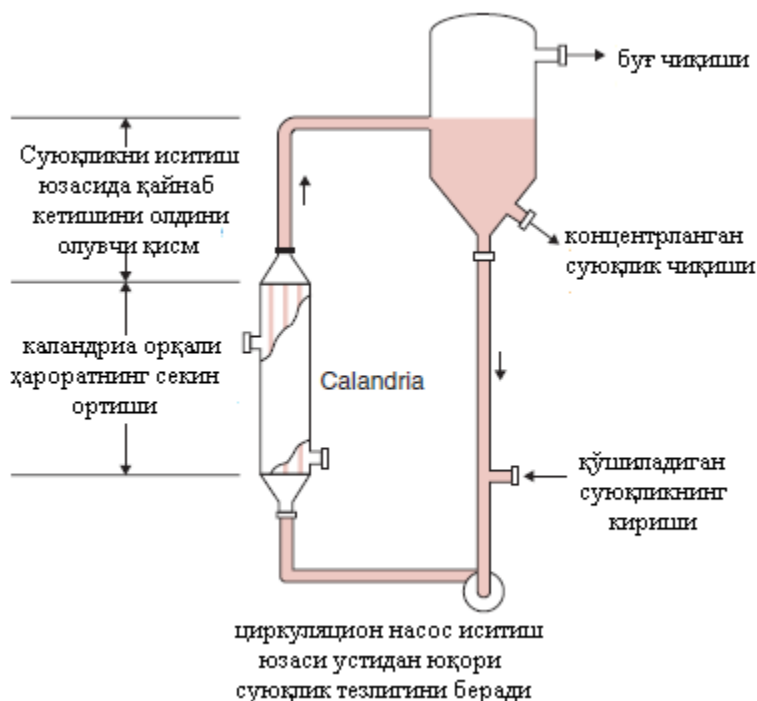 буғ чиқиши
Суюқликни иситиш
юзасида қайнаб
кетишини олдини
олувчи қисм
концентрланган
суюқлик чиқиши
каландриа орқали
ҳароратнинг секин
ортиши
Calandria
қўшиладиган
суюқликнинг
кириши
циркуляцион насос иситиш
юзаси устидан юқори
суюқлик тезлигини беради